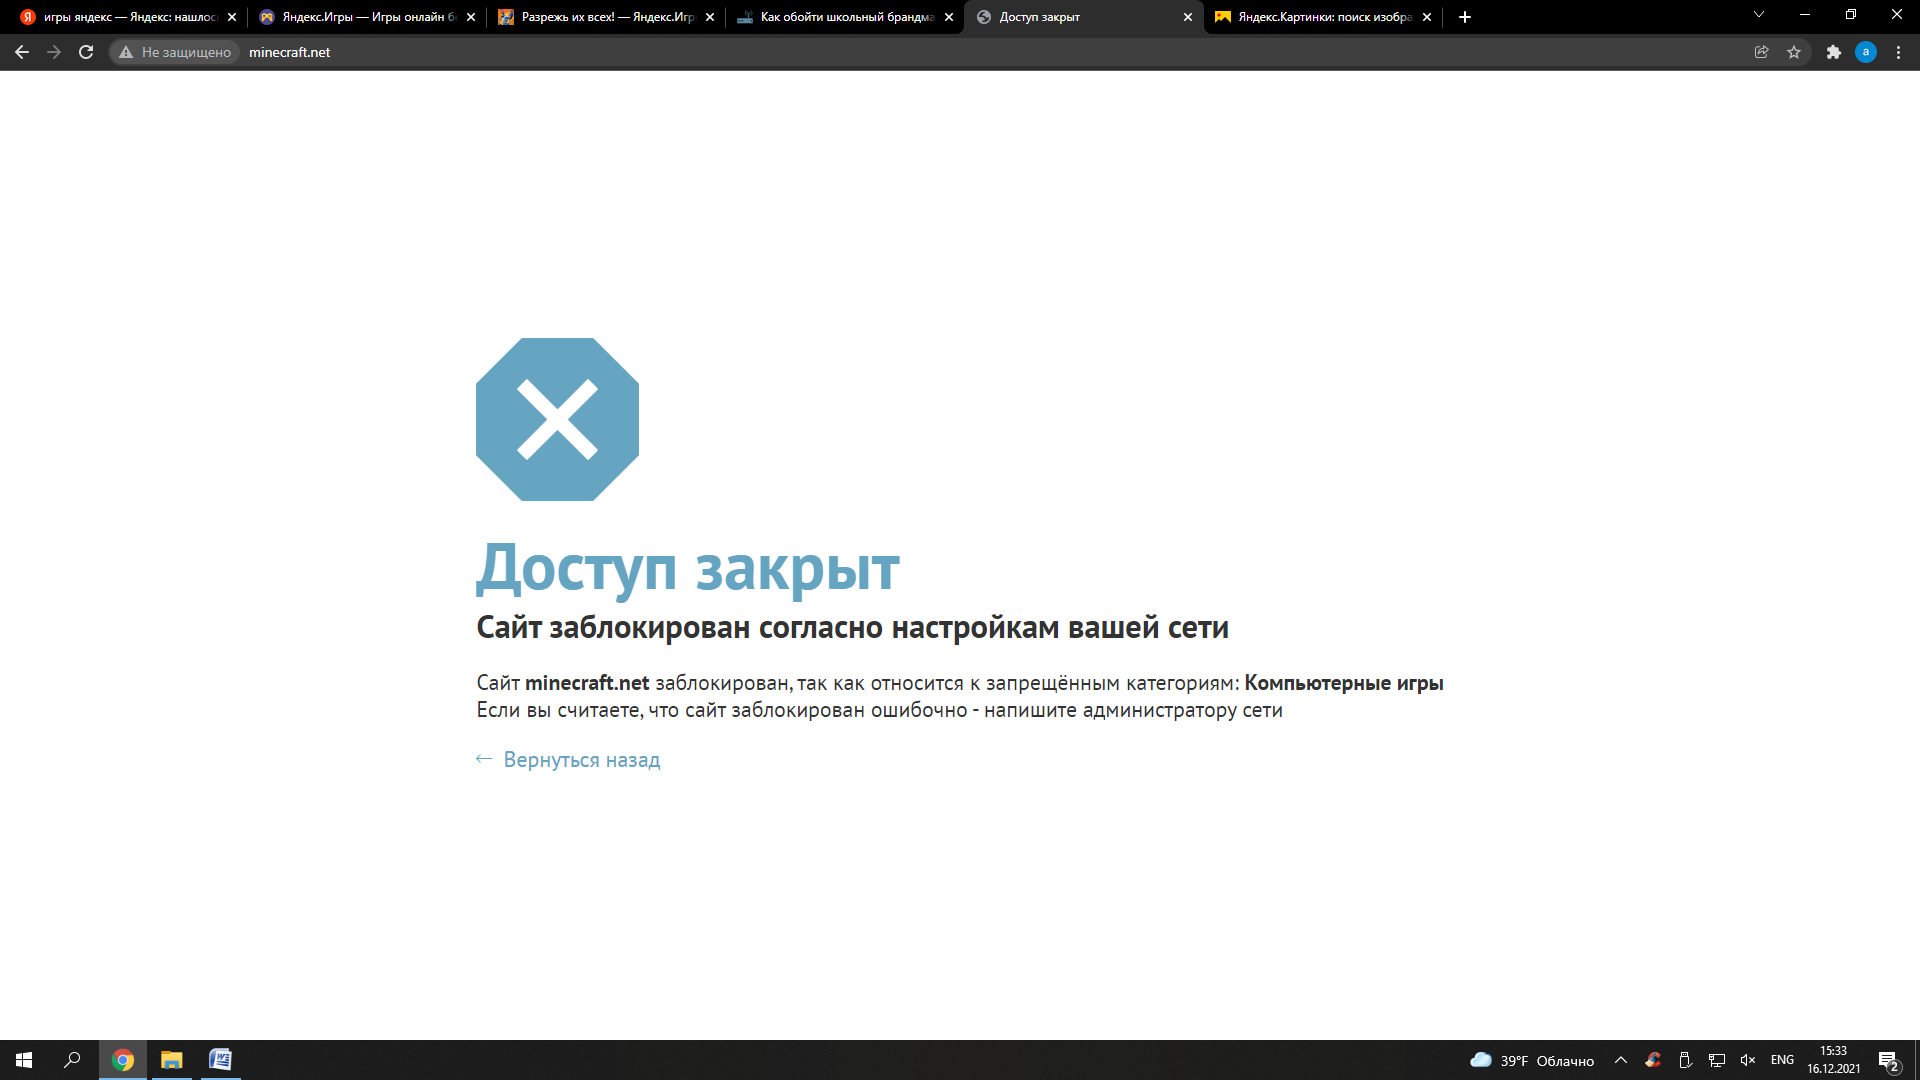 игры яндекс — Яндекс: нашлос
Яндекс.Игры — Игры онлайн бе
Разрежь их всех! — Яндекс.Игр
Как обойти школьный брандма
Доступ закрыт
Яндекс.Картинки: поиск изобра
Не защищено
minecraft.net
a
Доступ закрыт
Сайт заблокирован согласно настройкам вашей сети
Сайт minecraft.net заблокирован, так как относится к запрещённым категориям: Компьютерные игры
Если вы считаете, что сайт заблокирован ошибочно - напишите администратору сети
← Вернуться назад
39°F Облачно
ENG
15:33
16.12.2021
2